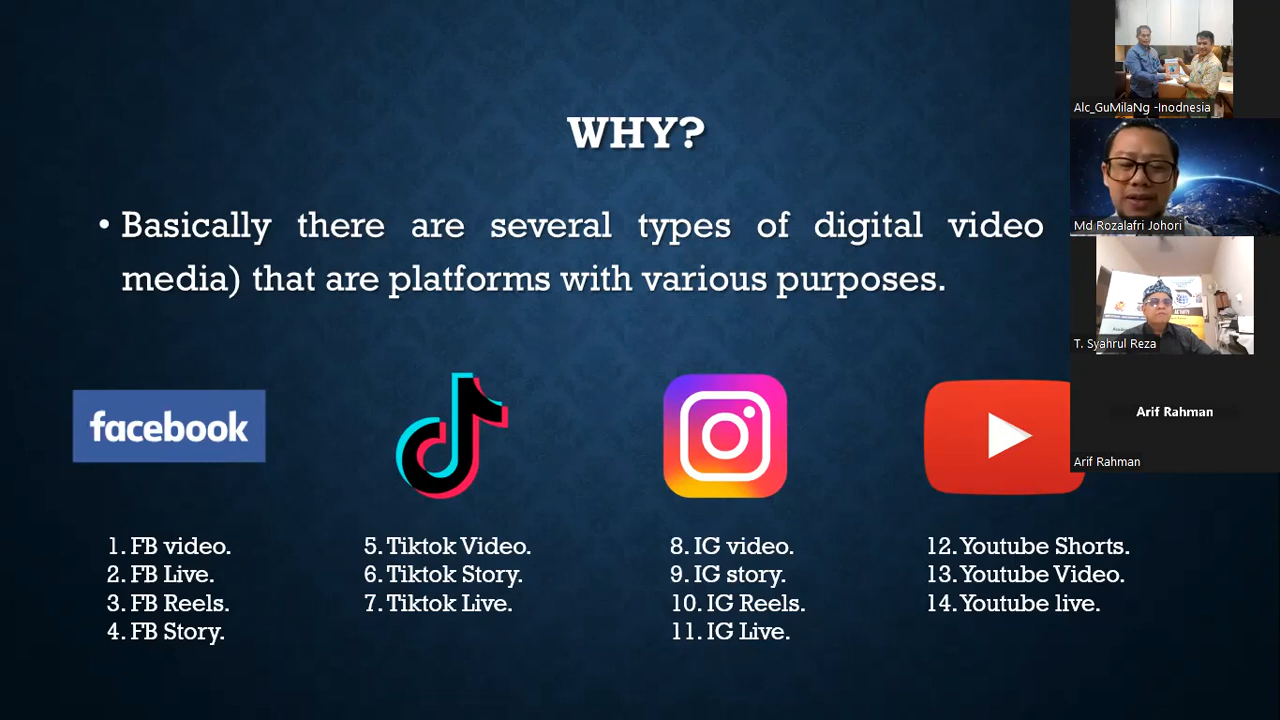 WHY?
• Basically there are several types of digital video
media) that are platforms with various purposes.
facebook
1. FB video.
2. FB Live.
3. FB Reels.
4. FB Story.
5. Tiktok Video.
6. Tiktok Story.
7. Tiktok Live.
8. IG video.
9. IG story.
10. IG Reels.
11. IG Live.
12. Youtube Shorts.
13. Youtube Video.
14. Youtube live.
Alc_GuMilaNg -Inodnesia
Md Rozalafri Johori
T. Syahrul Reza
Arif Rahman
Arif Rahman